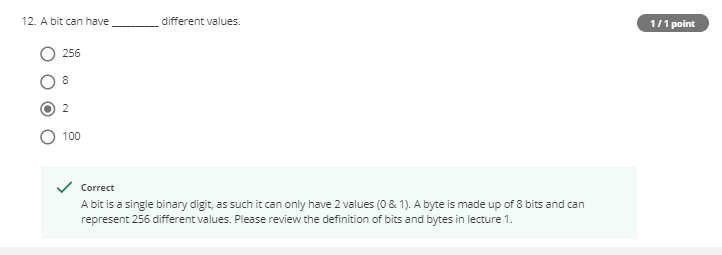 12. A bit can have __________ different values.
1 / 1 point
256
8
2
100
Correct
A bit is a single binary digit, as such it can only have 2 values (0 & 1). A byte is made up of 8 bits and can
represent 256 different values. Please review the definition of bits and bytes in lecture 1.